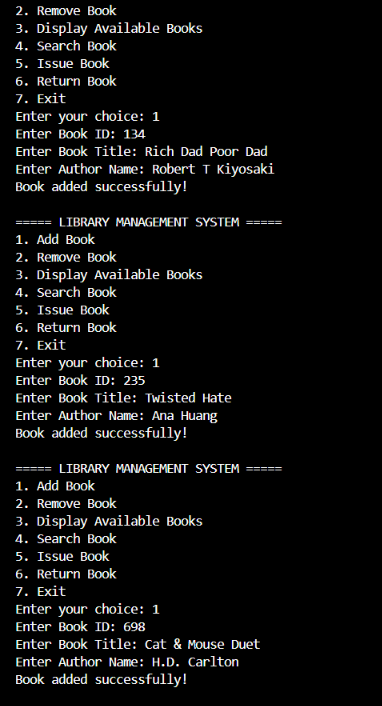 2. Remove Book
3. Display Available Books
4. Search Book
5. Issue Book
6. Return Book
7. Exit
Enter your choice: 1
Enter Book ID: 134
Enter Book Title: Rich Dad Poor Dad
Enter Author Name: Robert T Kiyosaki
Book added successfully!

===== LIBRARY MANAGEMENT SYSTEM =====
1. Add Book
2. Remove Book
3. Display Available Books
4. Search Book
5. Issue Book
6. Return Book
7. Exit
Enter your choice: 1
Enter Book ID: 235
Enter Book Title: Twisted Hate
Enter Author Name: Ana Huang
Book added successfully!

===== LIBRARY MANAGEMENT SYSTEM =====
1. Add Book
2. Remove Book
3. Display Available Books
4. Search Book
5. Issue Book
6. Return Book
7. Exit
Enter your choice: 1
Enter Book ID: 698
Enter Book Title: Cat & Mouse Duet
Enter Author Name: H.D. Carlton
Book added successfully!